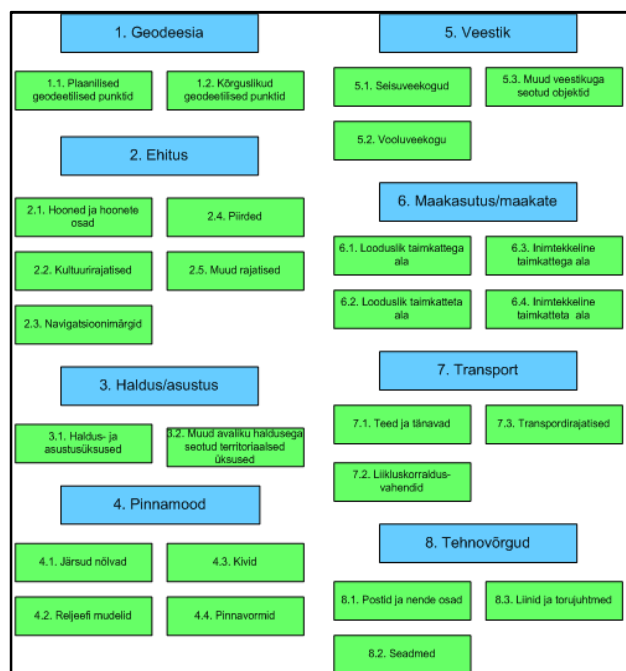 1. Geodeesia
1.1. Plaanilised
geodeetilised punktid
1.2. Kõrguslikud
geodeetilised punktid
2. Ehitus
2.1. Hooned ja hoonete
osad
2.4. Piirded
2.2. Kultuurirajatised
2.5. Muud rajatised
2.3. Navigatsioonimärgid
3. Haldus/asustus
3.1. Haldus- ja
asustusüksused
3.2. Muud avaliku haldusega
seotud territoriaalsed
üksused
4. Pinnamood
4.1. Järsud nõlvad
4.3. Kivid
4.2. Reljeefi mudelid
4.4. Pinnavormid
5. Veestik
5.1. Seisuveekogud
5.3. Muud veestikuga
seotud objektid
5.2. Vooluveekogu
6. Maakasutus/maakate
6.1. Looduslik taimkattega
ala
6.3. Inimtekkeline
taimkattega ala
6.2. Looduslik taimkatteta
ala
6.4. Inimtekkeline
taimkatteta ala
7. Transport
7.1. Teed ja tänavad
7.3. Transpordirajatised
7.2. Liikluskorraldus-
vahendid
8. Tehnovõrgud
8.1. Postid ja nende osad
8.3. Liinid ja torujuhtmed
8.2. Seadmed